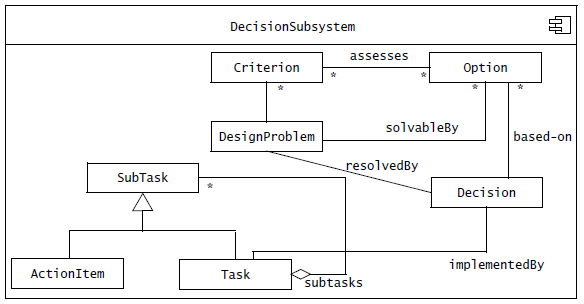 DecisionSubsystem
assesses
Criterion
Option
*
*
*
*
*
DesignProblem
solvableBy
based-on
resolvedBy
SubTask
*
Decision
implementedBy
ActionItem
Task
subtasks